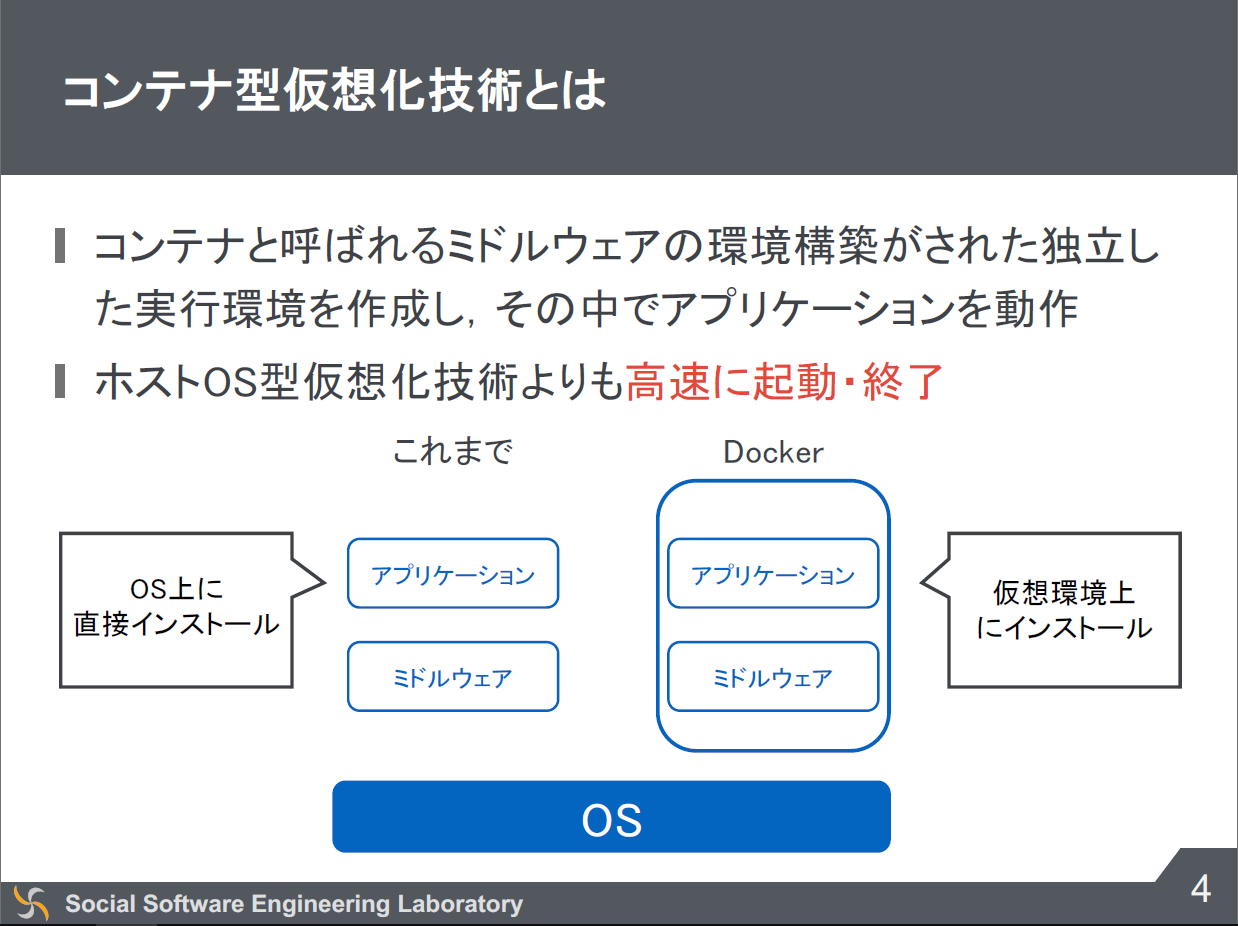 コンテナ型仮想化技術とは
コンテナと呼ばれるミドルウェアの環境構築がされた独立し
た実行環境を作成し，その中でアプリケーションを動作
ホストOS型仮想化技術よりも高速に起動・終了
これまで
Docker
OS上に
直接インストール
アプリケーション
アプリケーション
仮想環境上
にインストール
ミドルウェア
ミドルウェア
OS
Social Software Engineering Laboratory
4